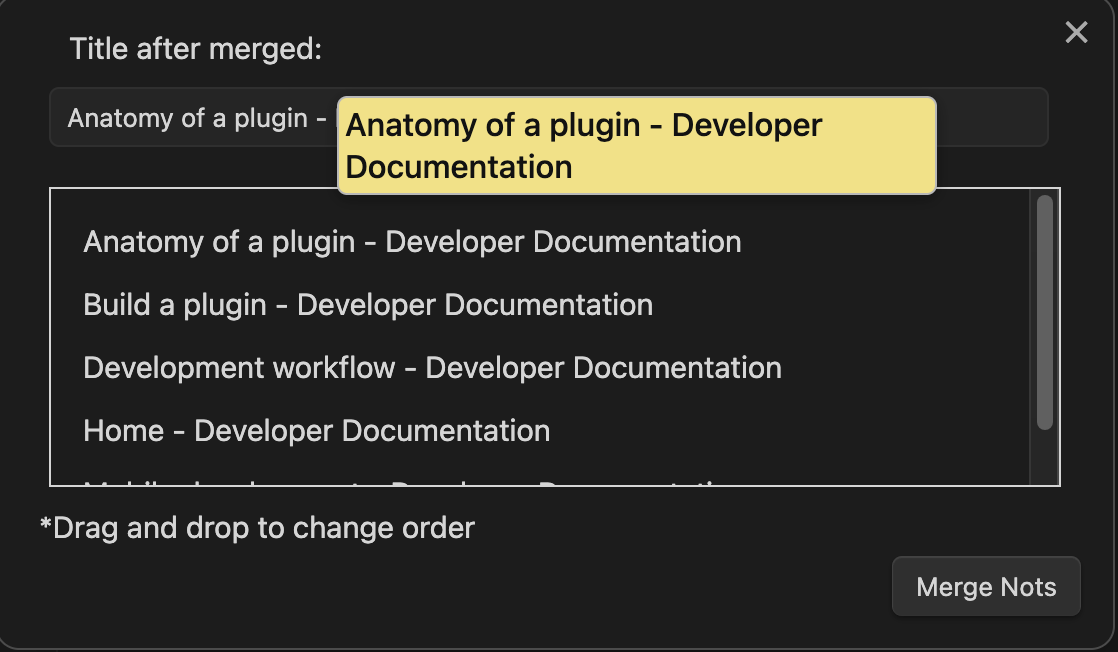 Title after merged:
Anatomy of a plugin -
Anatomy of a plugin - Developer
Documentation
Anatomy of a plugin - Developer Documentation
Build a plugin - Developer Documentation
Development workflow - Developer Documentation
Home - Developer Documentation
*Drag and drop to change order
Merge Nots